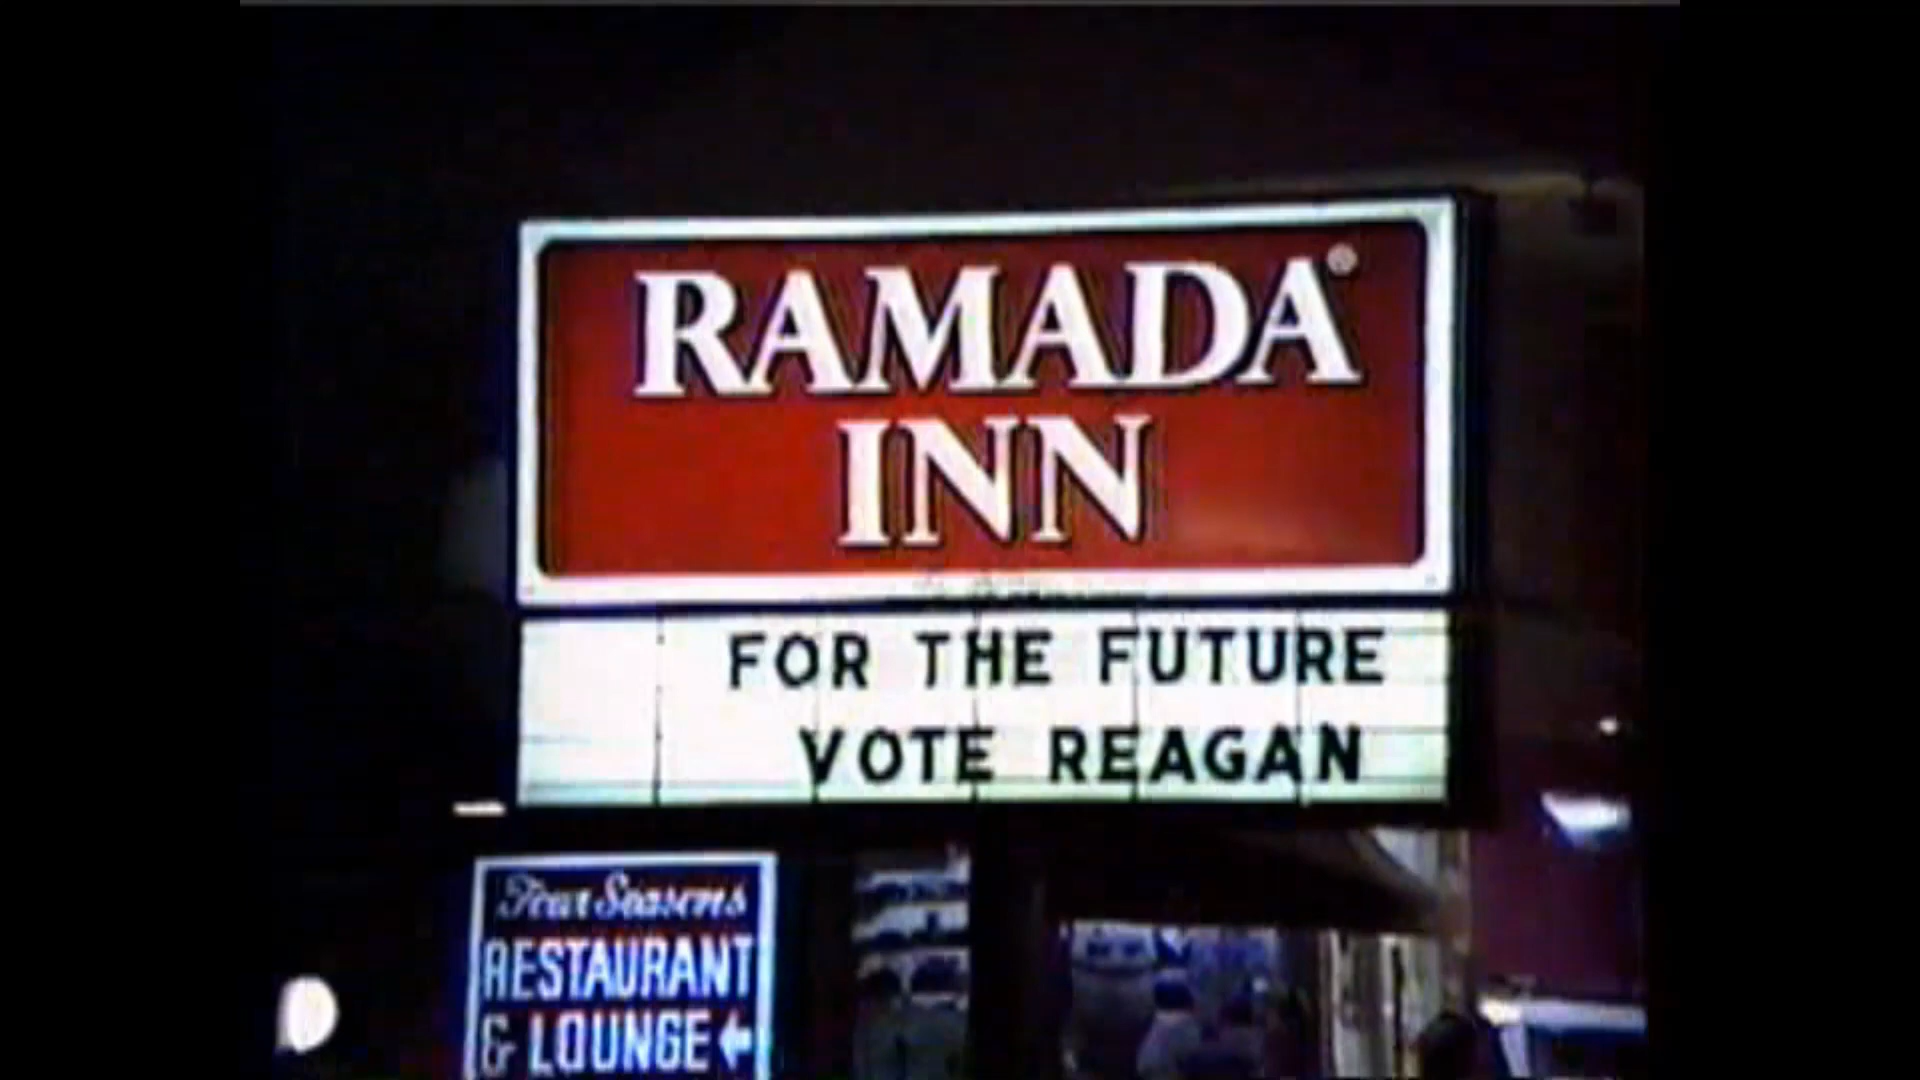 RAMADA®
INN
FOR THE FUTURE
VOTE REAGAN
Four Seasons
RESTAURANT
& LOUNGE ←